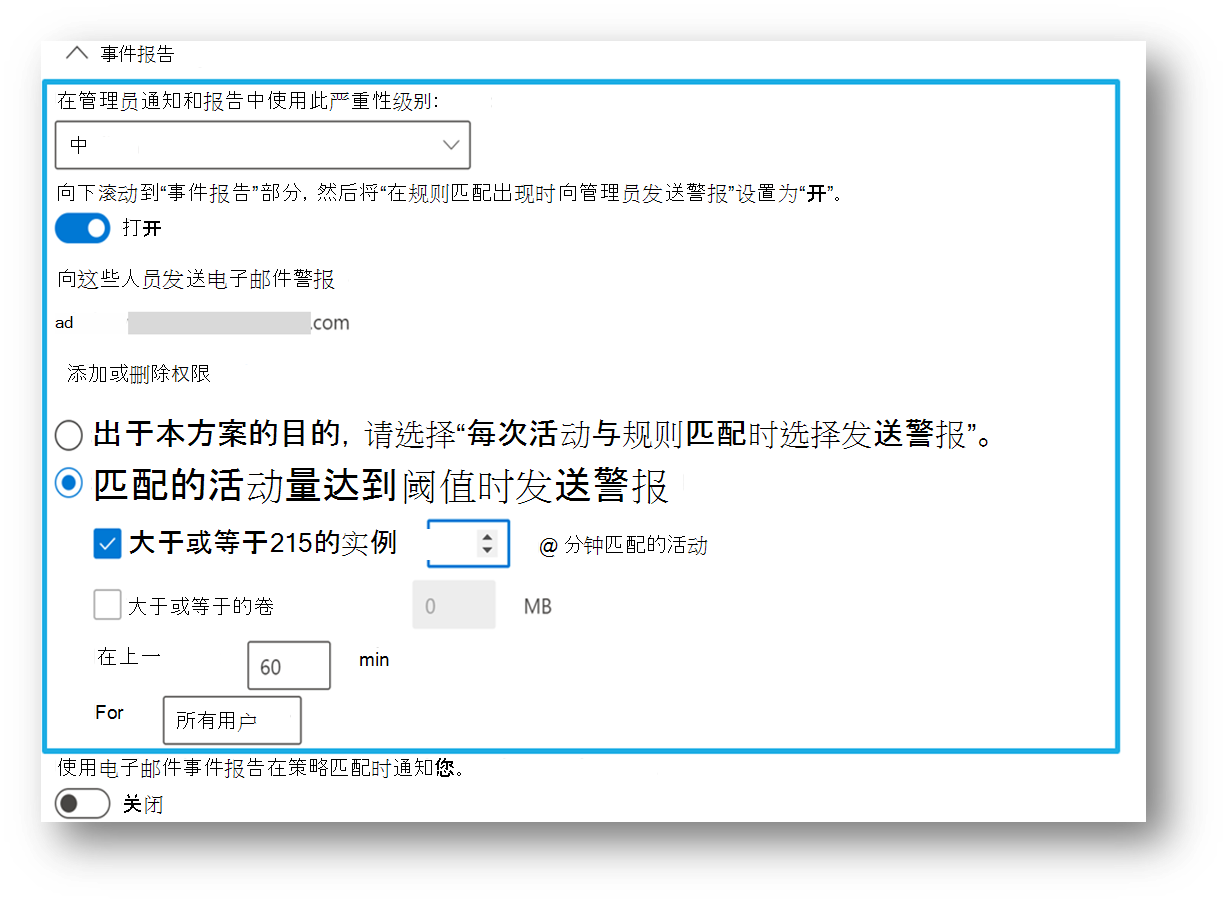 事件报告
在管理员通知和报告中使用此严重性级别:
中
向下滚动到“事件报告”部分, 然后将“在规则匹配出现时向管理员发送警报”设置为“开”。
打开
向这些人员发送电子邮件警报
ad .com
添加或删除权限
出于本方案的目的, 请选择“每次活动与规则匹配时选择发送警报”。
匹配的活动量达到阈值时发送警报
大于或等于215的实例 @ 分钟匹配的活动
大于或等于的卷 0 MB
在上一 60 min
For 所有用户
使用电子邮件事件报告在策略匹配时通知您。
关闭